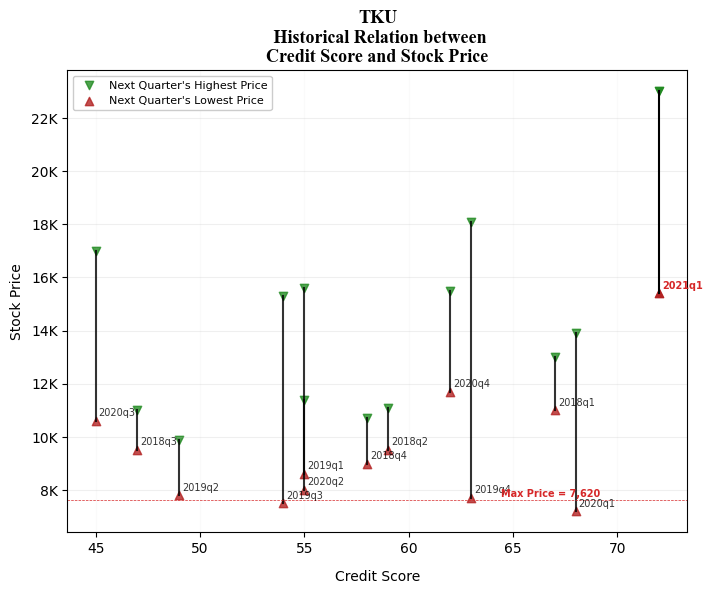 TKU
Historical Relation between
Credit Score and Stock Price
Next Quarter's Highest Price
Next Quarter's Lowest Price
22K
20K
18K
16K
14K
12K
10K
8K
Stock Price
2021q1
2020q4
2020q3
2018q1
2018q3
2018q2
2018q4
2019q1
2020q2
2019q2
2019q3
2019q4
Max Price = 7,620
2020q1
45
50
55
60
65
70
Credit Score